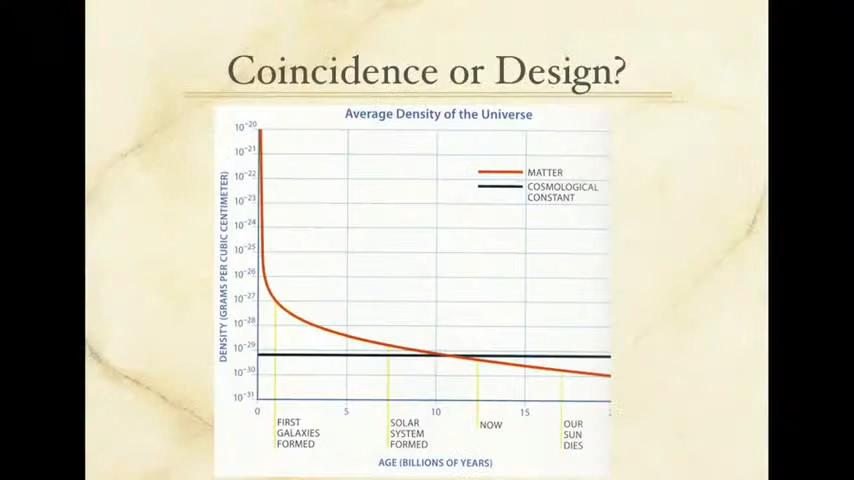 Coincidence or Design?
Average Density of the Universe
DENSITY (GRAMS PER CUBIC CENTIMETER)
10-20
10-21
10-22
10-23
10-24
10-25
10-26
10-27
10-28
10-29
10-30
10-31
MATTER
COSMOLOGICAL
CONSTANT
0
5
10
15
FIRST
GALAXIES
FORMED
SOLAR
SYSTEM
FORMED
NOW
OUR
SUN
DIES
AGE (BILLIONS OF YEARS)